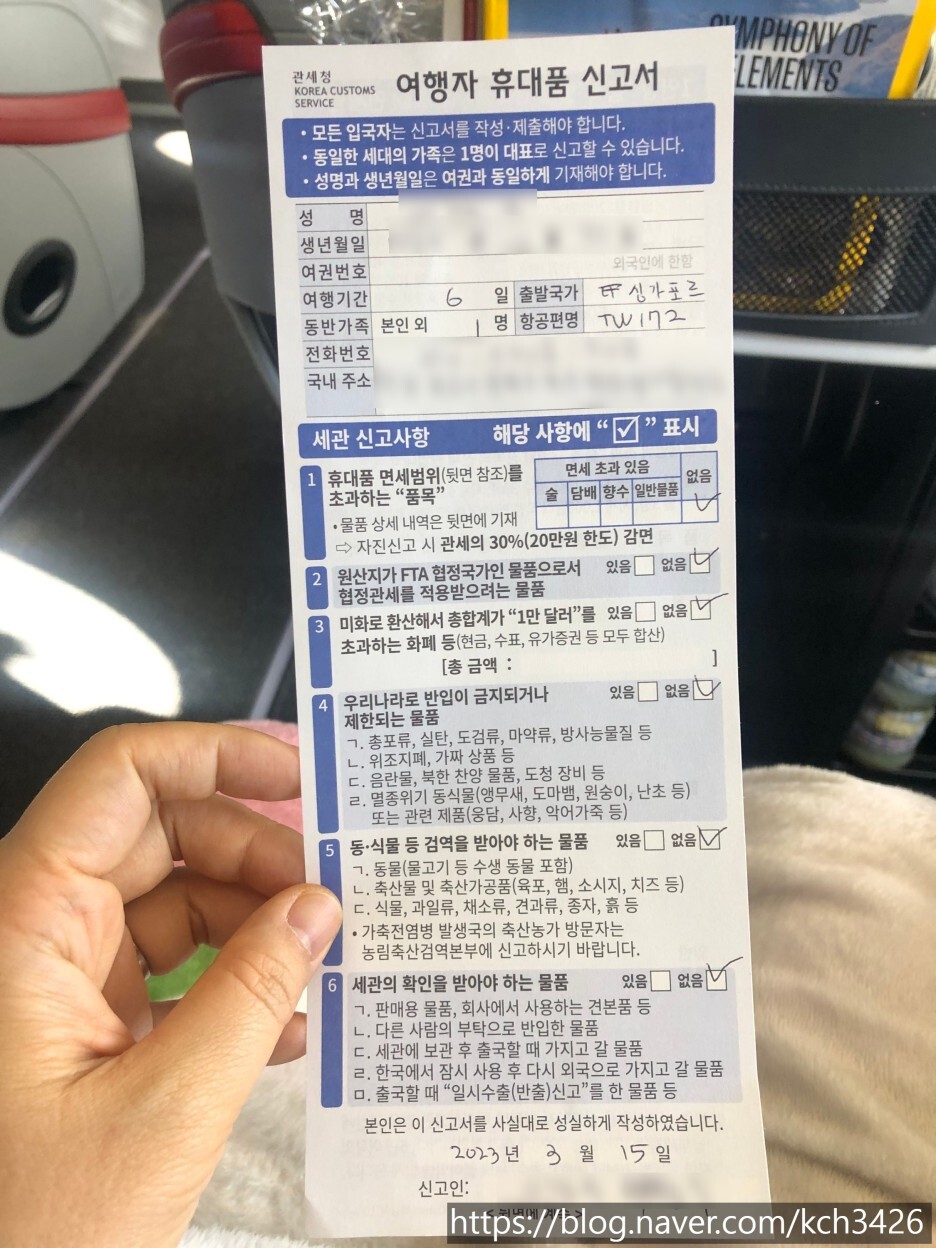 SYMPHONY OF
ELEMENTS
관세청
KOREA CUSTOMS
SERVICE
여행자 휴대품 신고서
• 모든 입국자는 신고서를 작성·제출해야 합니다.
• 동일한 세대의 가족은 1명이 대표로 신고할 수 있습니다.
• 성명과 생년월일은 여권과 동일하게 기재해야 합니다.
성 명
생년월일
여권번호 외국인에 한함
여행기간 6 일 출발국가 싱가포르
동반가족 본인 외 1 명 항공편명 TW172
전화번호
국내 주소
세관 신고사항 해당 사항에 “☑” 표시
1 휴대품 면세범위(뒷면 참조)를 면세 초과 있음 없음
초과하는 “품목” 술 담배 향수 일반물품
• 물품 상세 내역은 뒷면에 기재
⇨ 자진신고 시 관세의 30%(20만원 한도) 감면
2 원산지가 FTA 협정국가인 물품으로서 있음 없음
협정관세를 적용받으려는 물품
3 미화로 환산해서 총합계가 “1만 달러”를 있음 없음
초과하는 화폐 등(현금, 수표, 유가증권 등 모두 합산)
[총 금액 : ]
4 우리나라로 반입이 금지되거나 있음 없음
제한되는 물품
ㄱ. 총포류, 실탄, 도검류, 마약류, 방사능물질 등
ㄴ. 위조지폐, 가짜 상품 등
ㄷ. 음란물, 북한 찬양 물품, 도청 장비 등
ㄹ. 멸종위기 동식물(앵무새, 도마뱀, 원숭이, 난초 등)
또는 관련 제품(웅담, 사향, 악어가죽 등)
5 동·식물 등 검역을 받아야 하는 물품 있음 없음
ㄱ. 동물(물고기 등 수생 동물 포함)
ㄴ. 축산물 및 축산가공품(육포, 햄, 소시지, 치즈 등)
ㄷ. 식물, 과일류, 채소류, 견과류, 종자, 흙 등
• 가축전염병 발생국의 축산농가 방문자는
농림축산검역본부에 신고하시기 바랍니다.
6 세관의 확인을 받아야 하는 물품 있음 없음
ㄱ. 판매용 물품, 회사에서 사용하는 견본품 등
ㄴ. 다른 사람의 부탁으로 반입한 물품
ㄷ. 세관에 보관 후 출국할 때 가지고 갈 물품
ㄹ. 한국에서 잠시 사용 후 다시 외국으로 가지고 갈 물품
ㅁ. 출국할 때 “일시수출(반출)신고”를 한 물품 등
본인은 이 신고서를 사실대로 성실하게 작성하였습니다.
2023 년 3 월 15 일
신고인:
https://blog.naver.com/kch3426